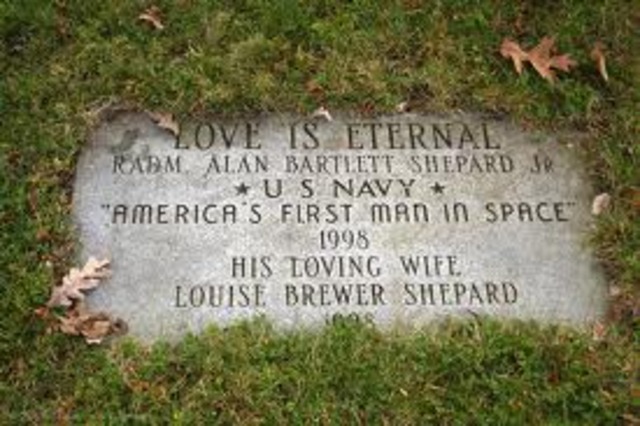 LOVE IS ETERNAL
RADM. ALAN BARTLETT SHEPARD JR
★ U S NAVY ★
"AMERICA'S FIRST MAN IN SPACE"
1998
HIS LOVING WIFE
LOUISE BREWER SHEPARD
1998